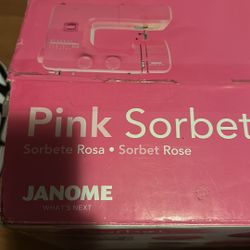 Pink Sorbet
Sorbete Rosa • Sorbet Rose
JANOME
WHAT'S NEXT